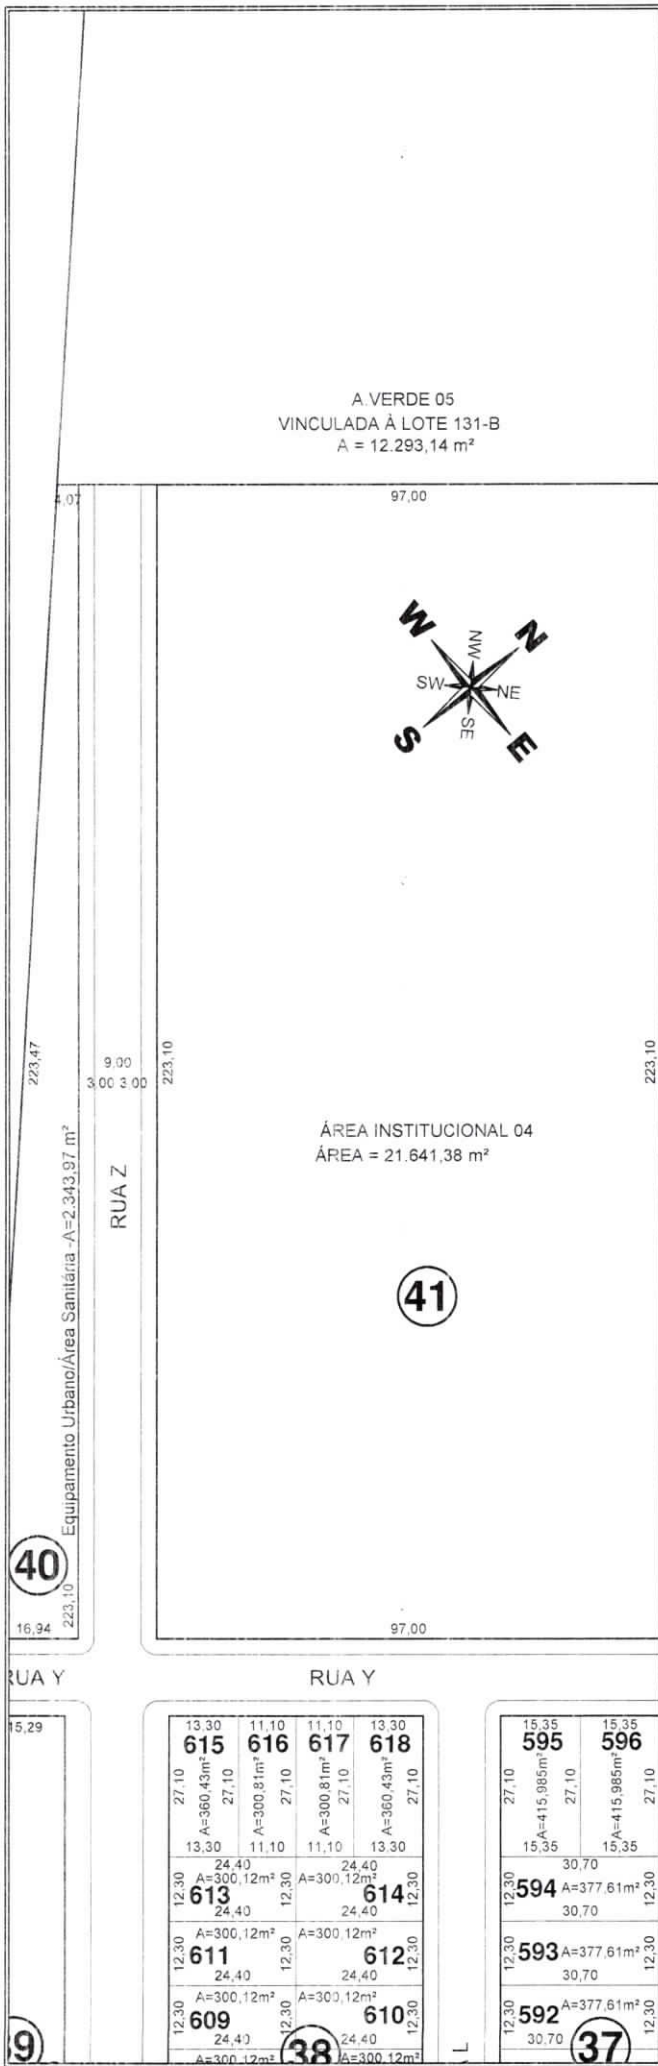 A.VERDE 05
VINCULADA À LOTE 131-B
A = 12.293,14 m²
4,07
97,00
W
N
NW
SW
NE
S
SE
E
223,47
9,00
3,00 3,00
223,10
223,10
ÁREA INSTITUCIONAL 04
ÁREA = 21.641,38 m²
RUA Z
Equipamento Urbano/Área Sanitária -A=2.343,97 m²
41
40
223,10
16,94
97,00
RUA Y
RUA Y
15,29
13,30 11,10 11,10 13,30
615 616 617 618
27,10 A=360,43m² 27,10 A=300,81m² 27,10 A=300,81m² 27,10 A=360,43m² 27,10
13,30 11,10 11,10 13,30
15,35 15,35
595 596
27,10 A=415,985m² 27,10 A=415,985m² 27,10
15,35 15,35
24,40 24,40
A=300,12m² A=300,12m²
12,30 613 12,30 614 12,30
24,40 24,40
30,70
12,30 594 A=377,61m² 12,30
30,70
A=300,12m² A=300,12m²
12,30 611 12,30 612 12,30
24,40 24,40
12,30 593 A=377,61m² 12,30
30,70
A=300,12m² A=300,12m²
12,30 609 12,30 610 12,30
24,40 24,40
12,30 592 A=377,61m² 12,30
30,70
39
38
37
A=300,12m² A=300,12m²
L